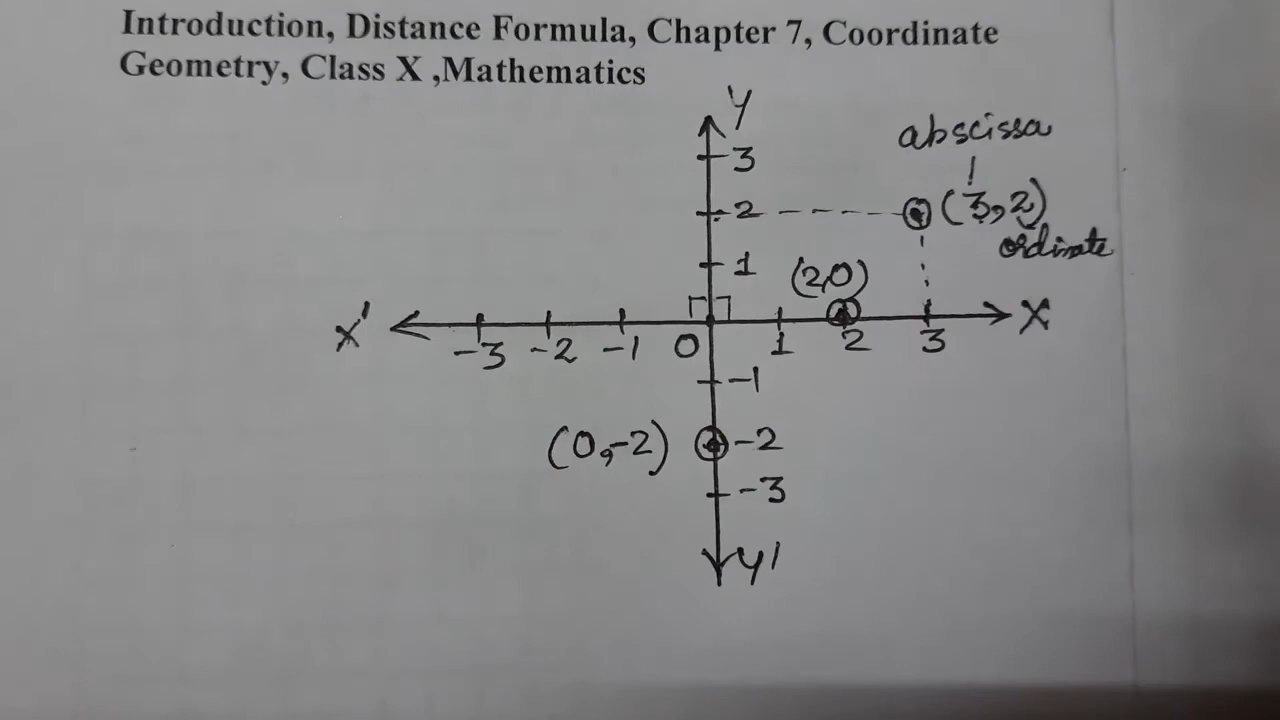 Introduction, Distance Formula, Chapter 7, Coordinate
Geometry, Class X ,Mathematics
Y
abscissa
3
2
(3,2)
ordinate
1
(2,0)
X'
-3 -2 -1 0 1 2 3
X
-1
(0,-2)
-2
-3
Y'